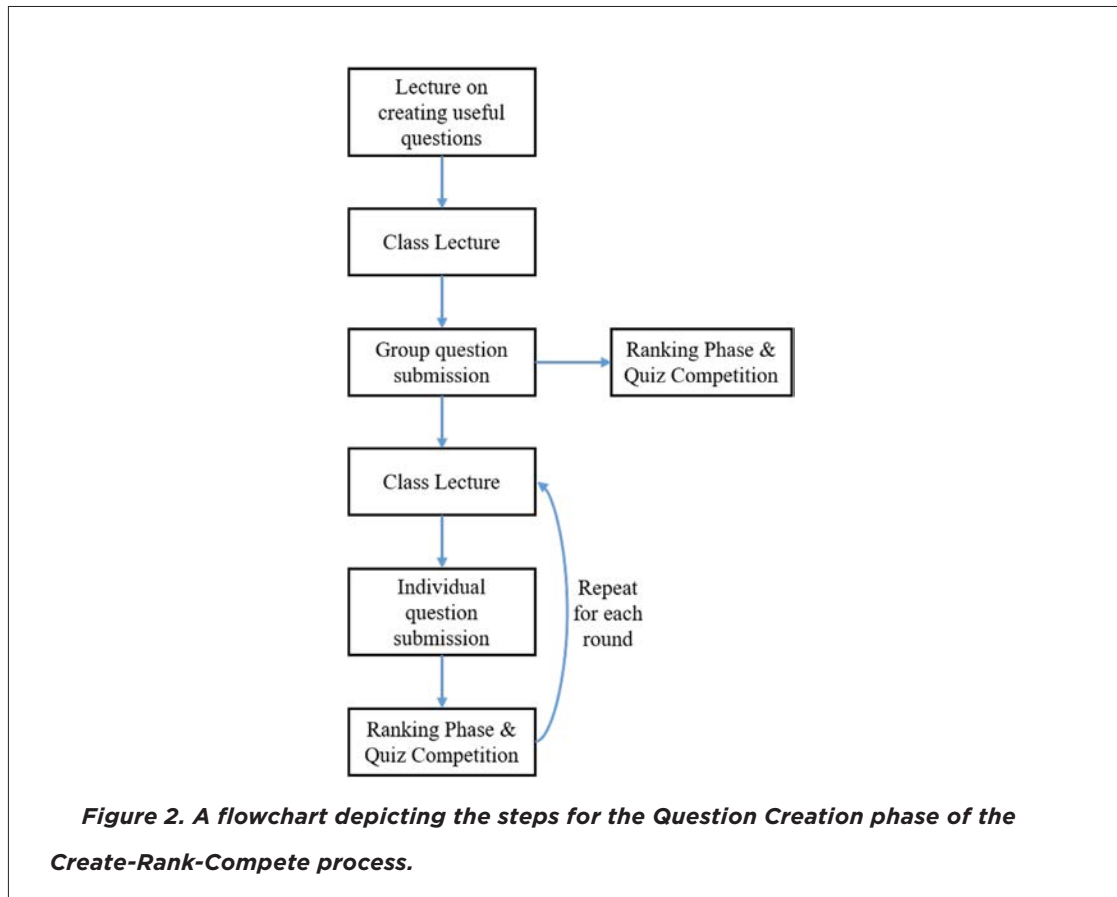 Lecture on
creating useful
questions
Class Lecture
Group question
submission
Ranking Phase &
Quiz Competition
Class Lecture
Individual
question
submission
Repeat
for each
round
Ranking Phase &
Quiz Competition
Figure 2. A flowchart depicting the steps for the Question Creation phase of the
Create-Rank-Compete process.